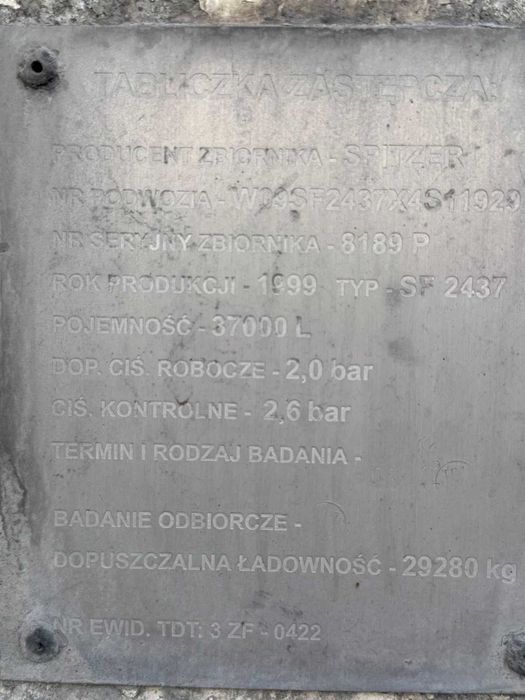 TABLICZKA ZASTĘPCZA:
PRODUCENT ZBIORNIKA - SPITZER
NR PODWOZIA - W09SF2437X4S11929
NR SERYJNY ZBIORNIKA - 8189 P
ROK PRODUKCJI - 1999 TYP - SF 2437
POJEMNOŚĆ - 37000 L
DOP. CIŚ. ROBOCZE - 2,0 bar
CIŚ. KONTROLNE - 2,6 bar
TERMIN I RODZAJ BADANIA -
BADANIE ODBIORCZE -
DOPUSZCZALNA ŁADOWNOŚĆ - 29280 kg
NR EWID. TDT: 3 ZF - 0422